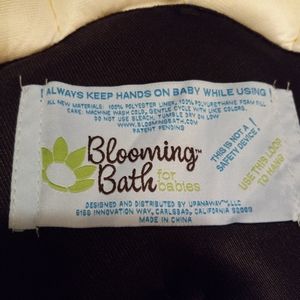 ! ALWAYS KEEP HANDS ON BABY WHILE USING !
ALL NEW MATERIALS: 100% POLYESTER LINER, 100% POLYURETHANE FOAM FILL
CARE: MACHINE WASH COLD, GENTLE CYCLE WITH LIKE COLORS,
DO NOT USE BLEACH, TUMBLE DRY ON LOW
WWW.BLOOMINGBATH.COM
PATENT PENDING
Blooming™
Bath for
babies
THIS IS NOT A
SAFETY DEVICE!
USE THIS LOOP
TO HANG
DESIGNED AND DISTRIBUTED BY UPANAWAY, LLC
6166 INNOVATION WAY, CARLSBAD, CALIFORNIA 92009
MADE IN CHINA